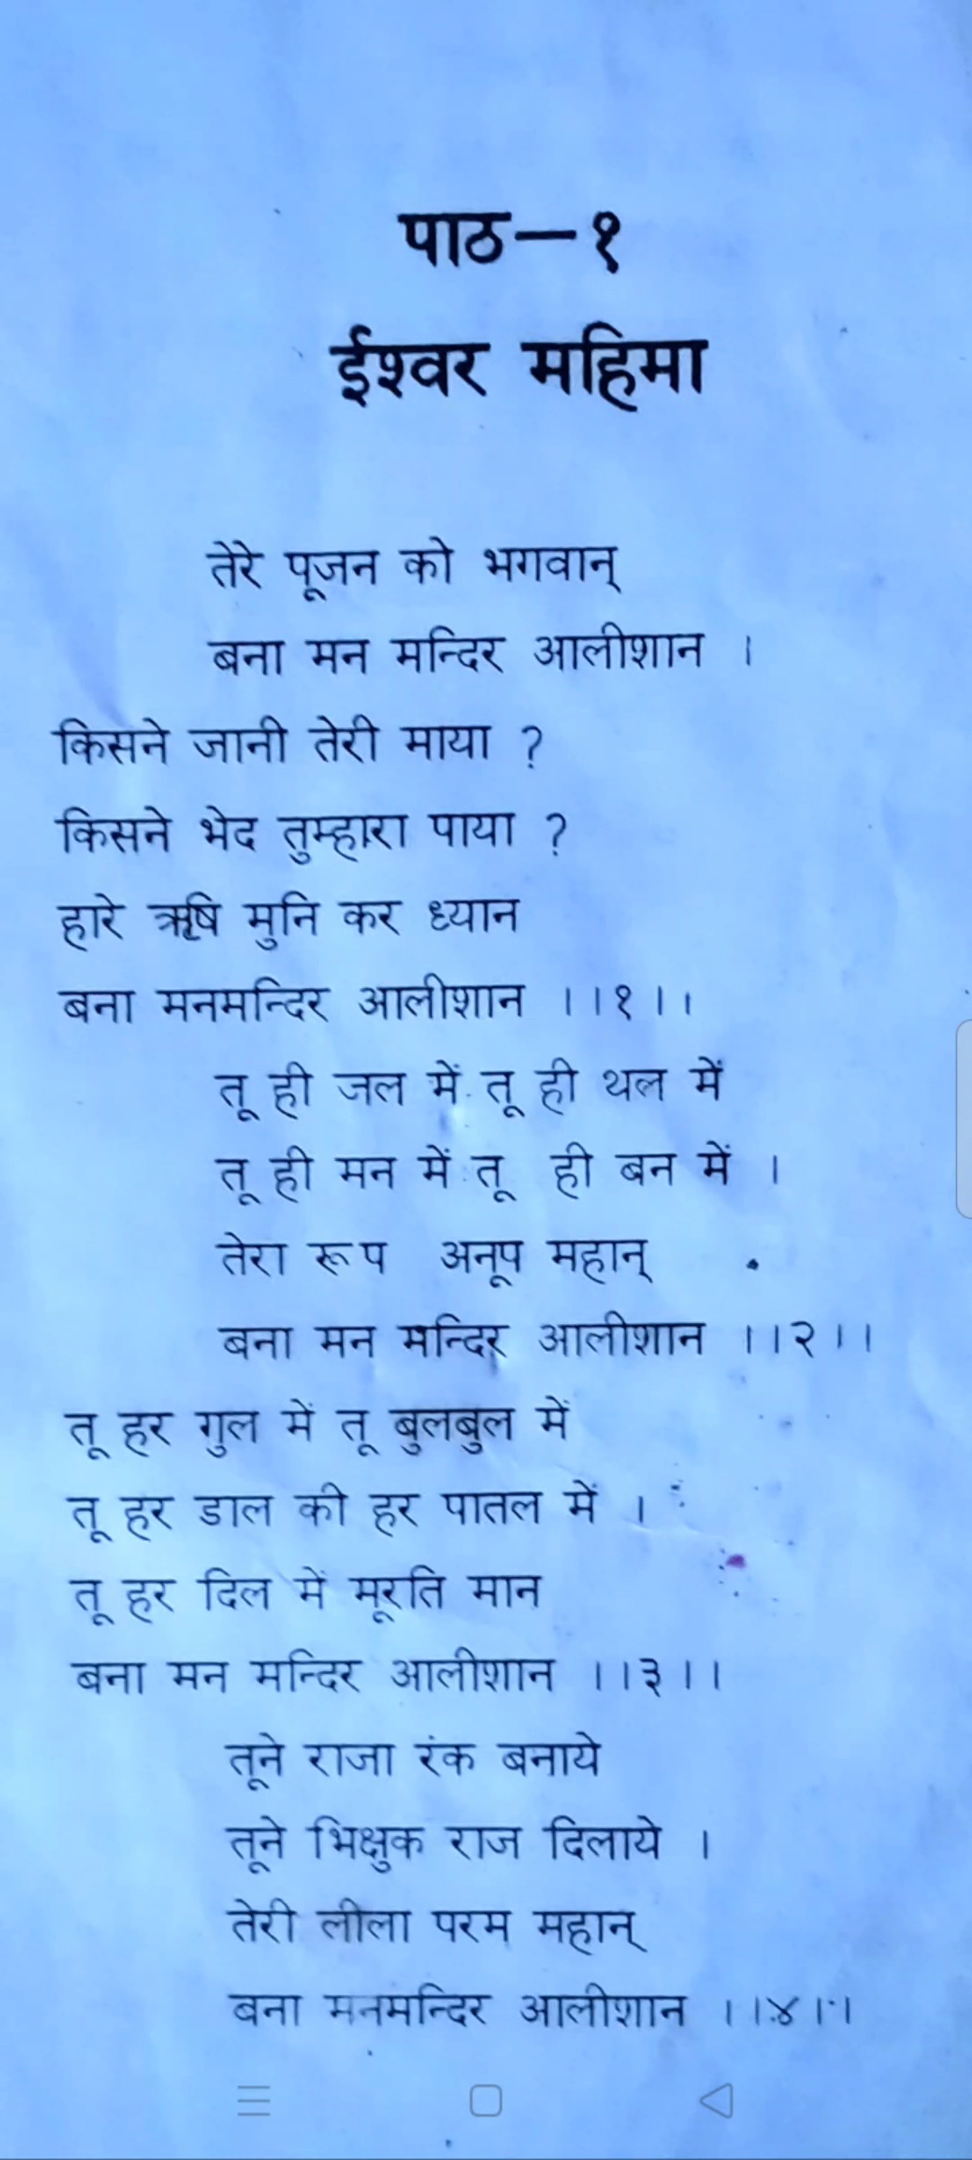 पाठ—१
ईश्वर महिमा
तेरे पूजन को भगवान्
बना मन मन्दिर आलीशान ।
किसने जानी तेरी माया ?
किसने भेद तुम्हारा पाया ?
हारे ऋषि मुनि कर ध्यान
बना मनमन्दिर आलीशान ।।१।।
तू ही जल में तू ही थल में
तू ही मन में तू ही बन में ।
तेरा रूप अनूप महान्
बना मन मन्दिर आलीशान ।।२।।
तू हर गुल में तू बुलबुल में
तू हर डाल की हर पातल में ।
तू हर दिल में मूरति मान
बना मन मन्दिर आलीशान ।।३।।
तूने राजा रंक बनाये
तूने भिक्षुक राज दिलाये ।
तेरी लीला परम महान्
बना मनमन्दिर आलीशान ।।४।।